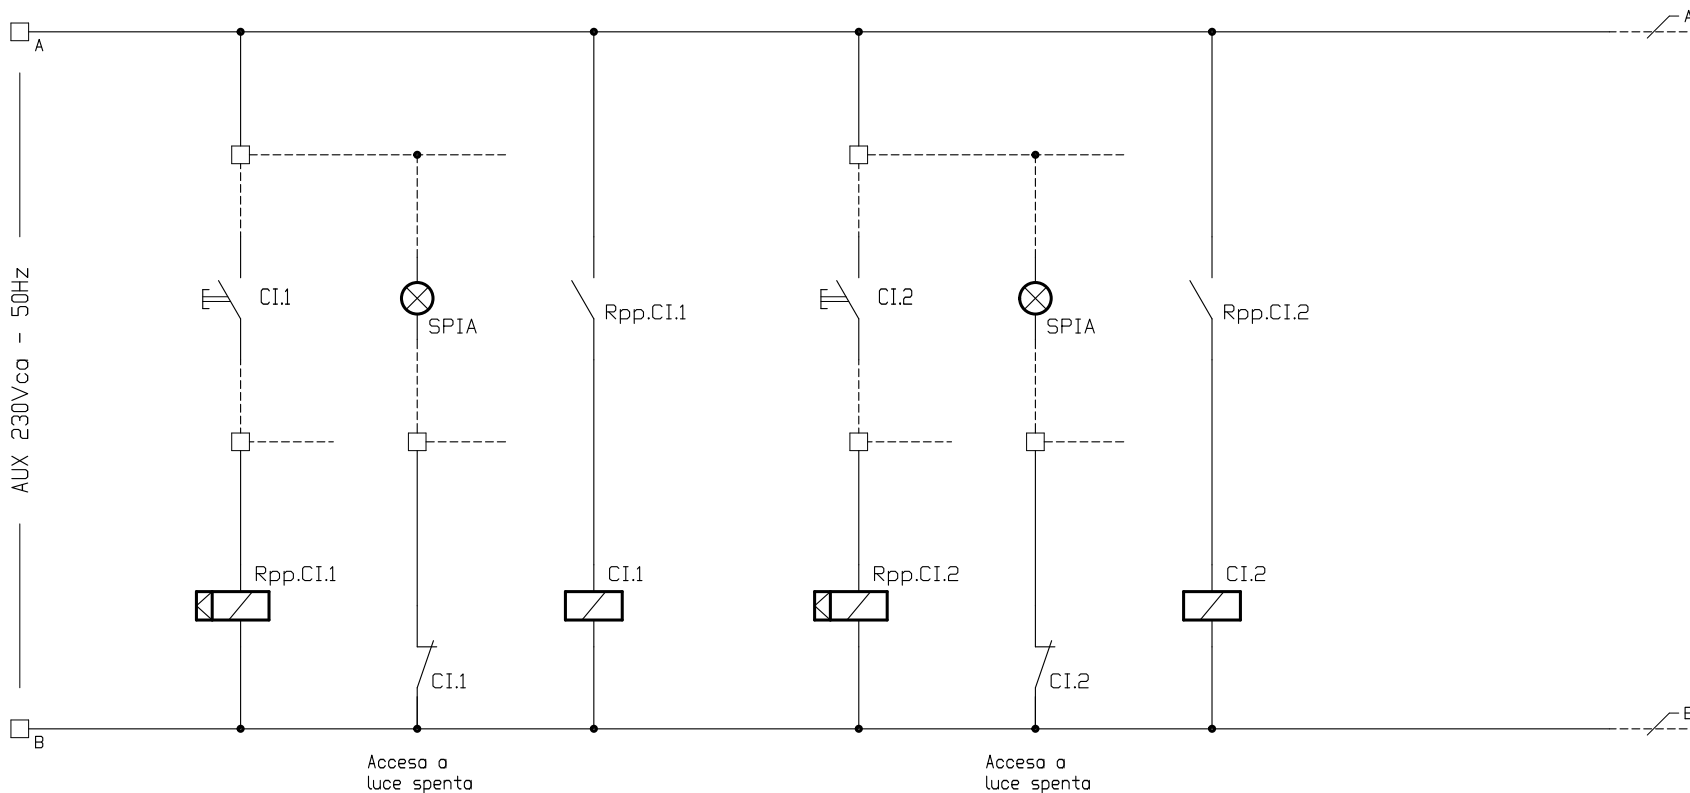 A
A
CI.1
SPIA
Rpp.CI.1
CI.2
SPIA
Rpp.CI.2
AUX 230Vca - 50Hz
Rpp.CI.1
CI.1
Rpp.CI.2
CI.2
CI.1
CI.2
B
B
Accesa a
luce spenta
Accesa a
luce spenta